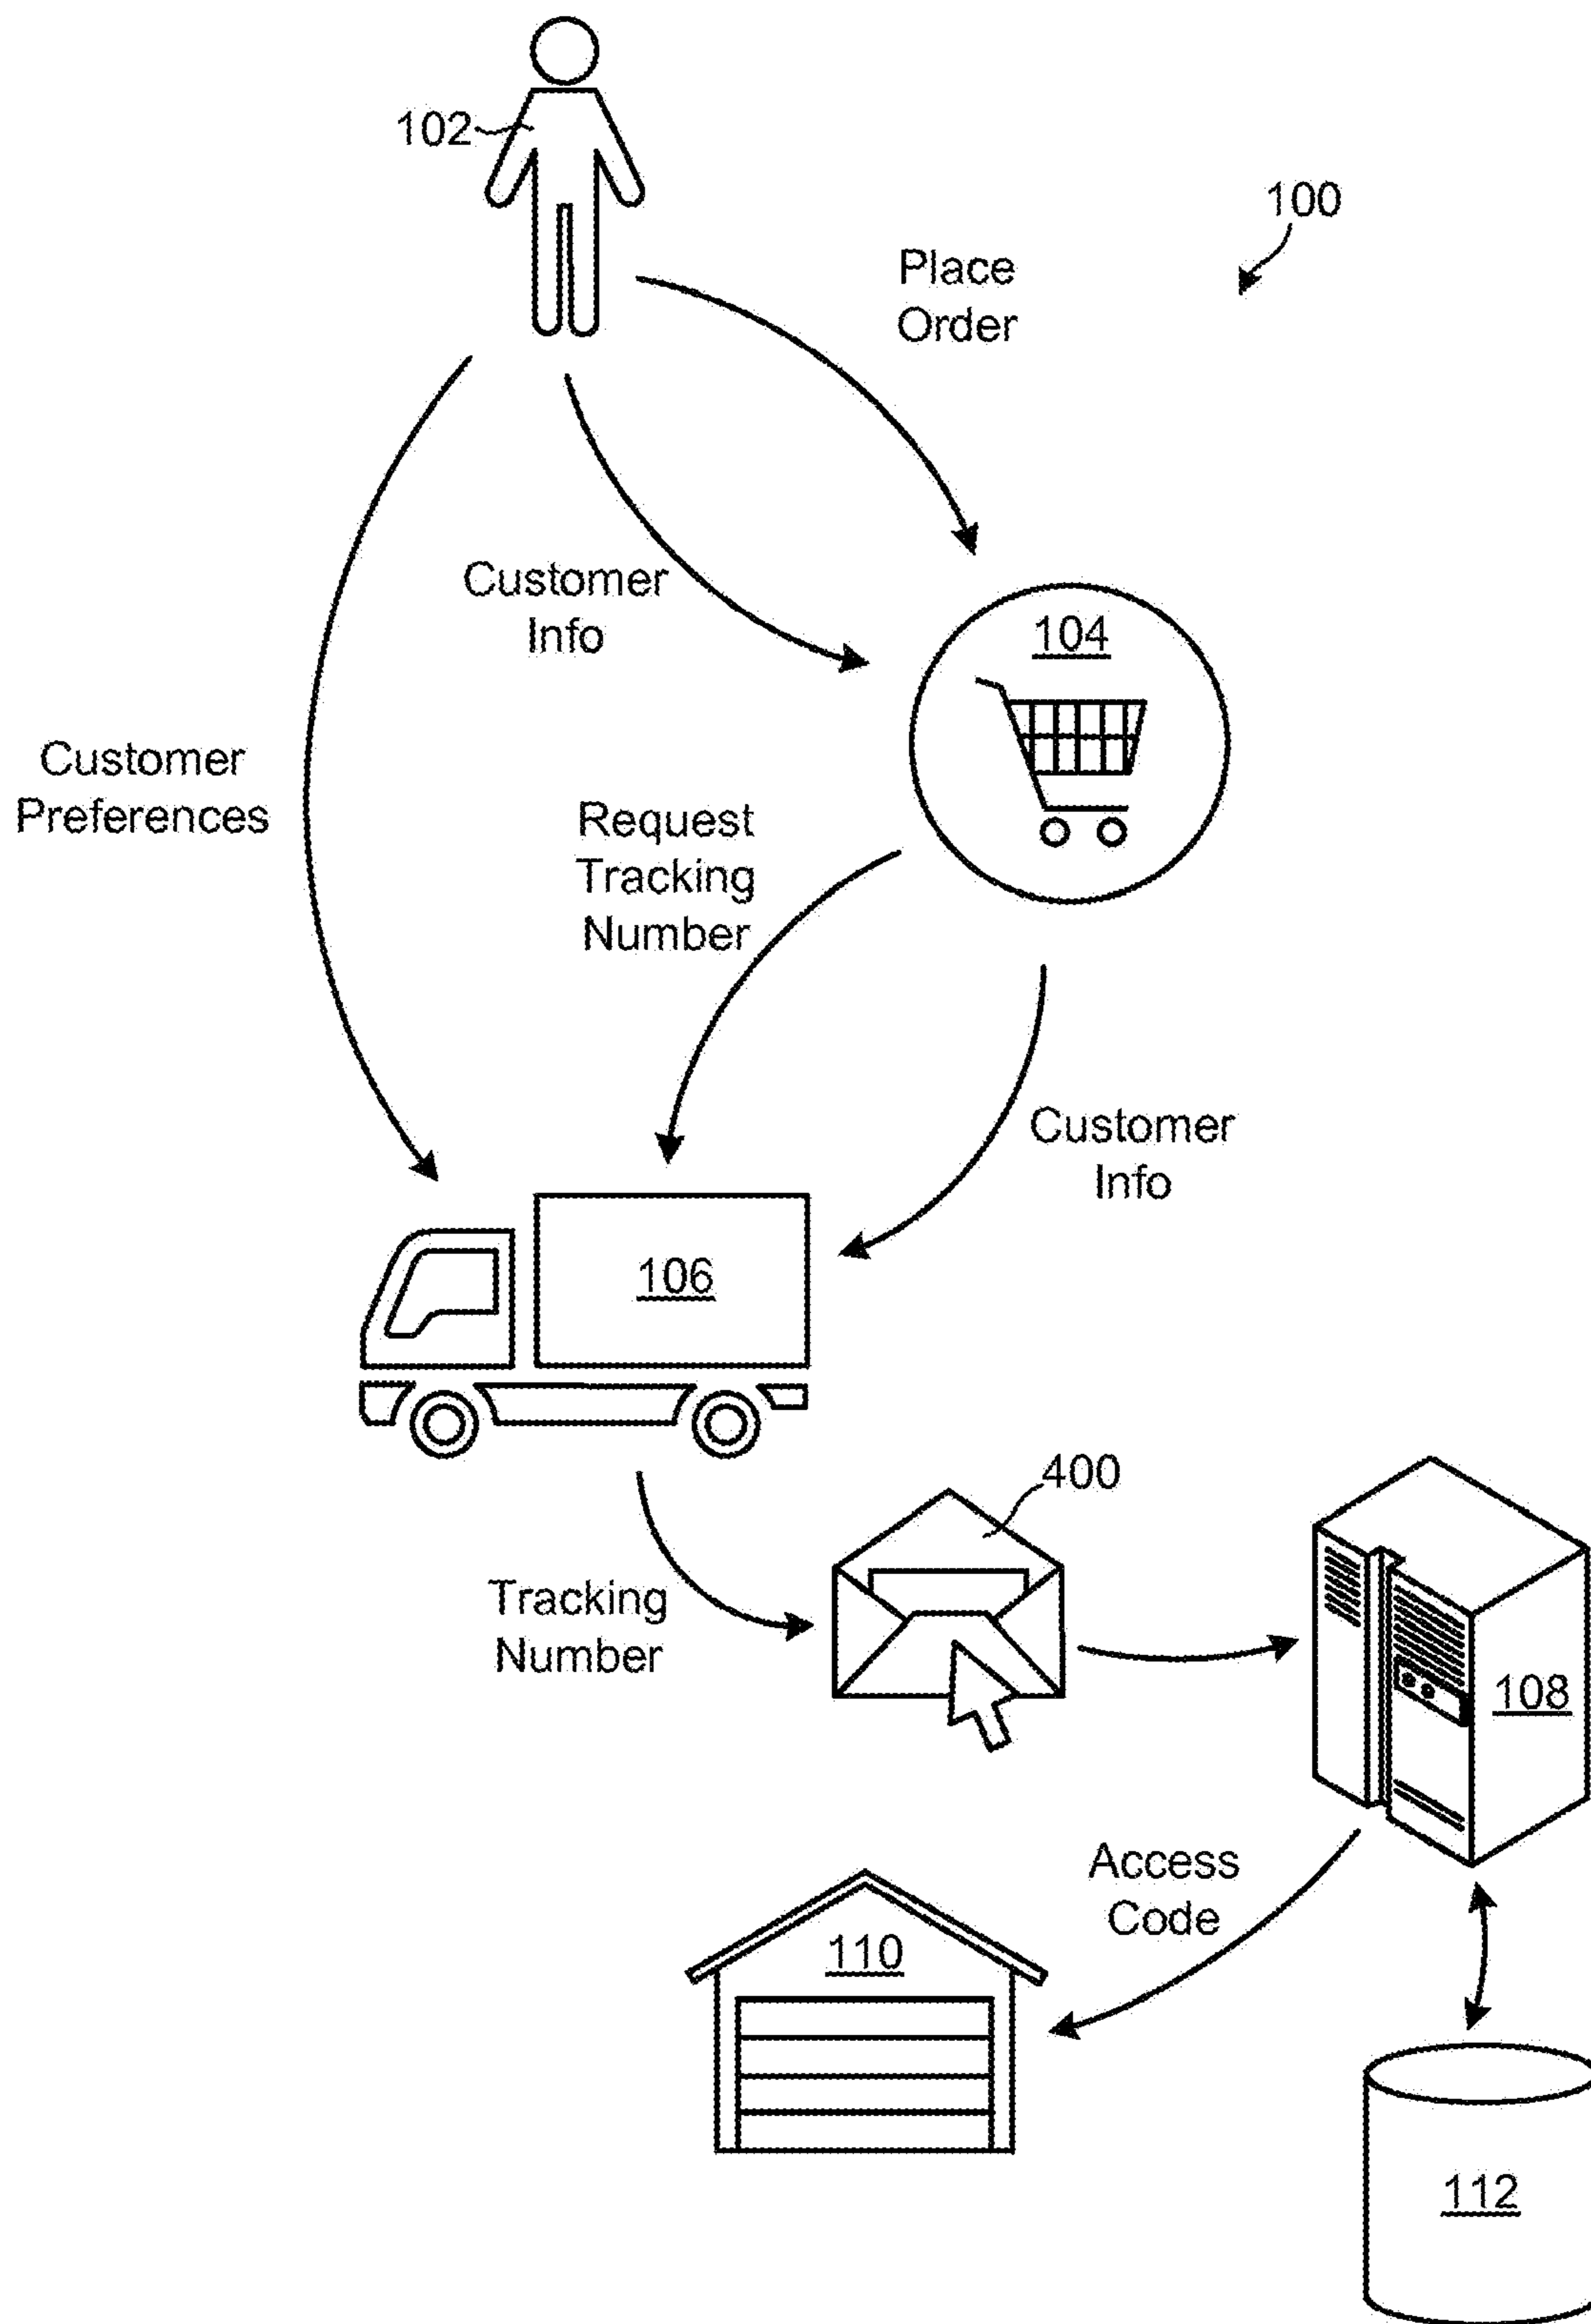 102
100
Place
Order
Customer
Info
104
Customer
Preferences
Request
Tracking
Number
Customer
Info
106
400
Tracking
Number
108
Access
Code
110
112